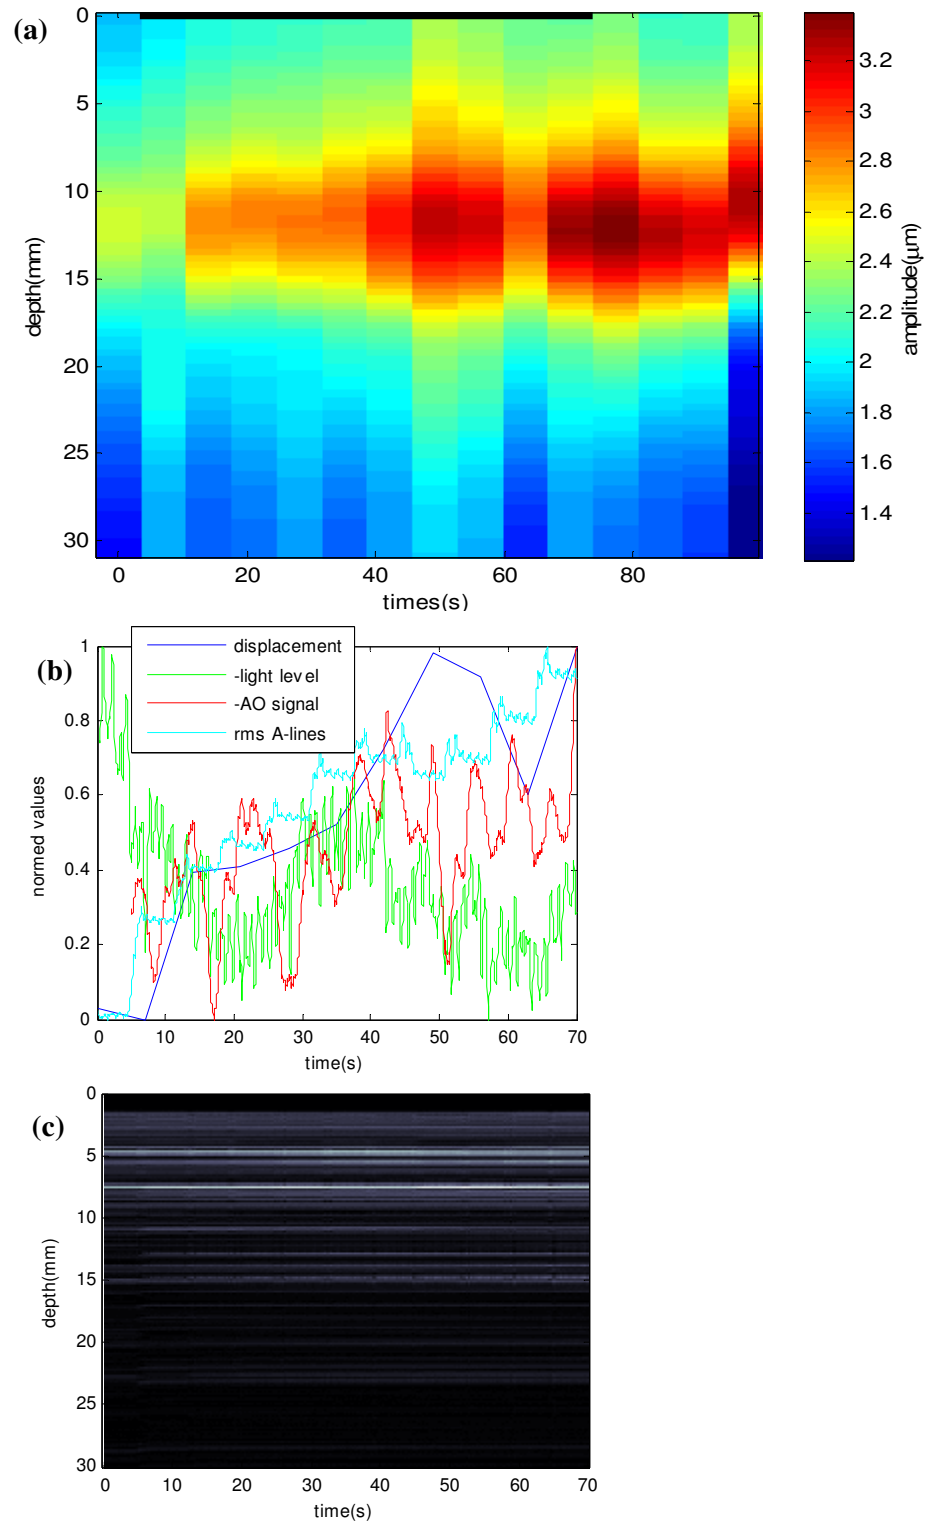 (a)
0
5
10
15
20
25
30
depth(mm)
0 20 40 60 80
times(s)
3.2
3
2.8
2.6
2.4
2.2
2
1.8
1.6
1.4
amplitude(μm)
(b)
displacement
-light level
-AO signal
rms A-lines
1
0.8
0.6
0.4
0.2
0
normed values
0 10 20 30 40 50 60 70
time(s)
(c)
0
5
10
15
20
25
30
depth(mm)
0 10 20 30 40 50 60 70
time(s)